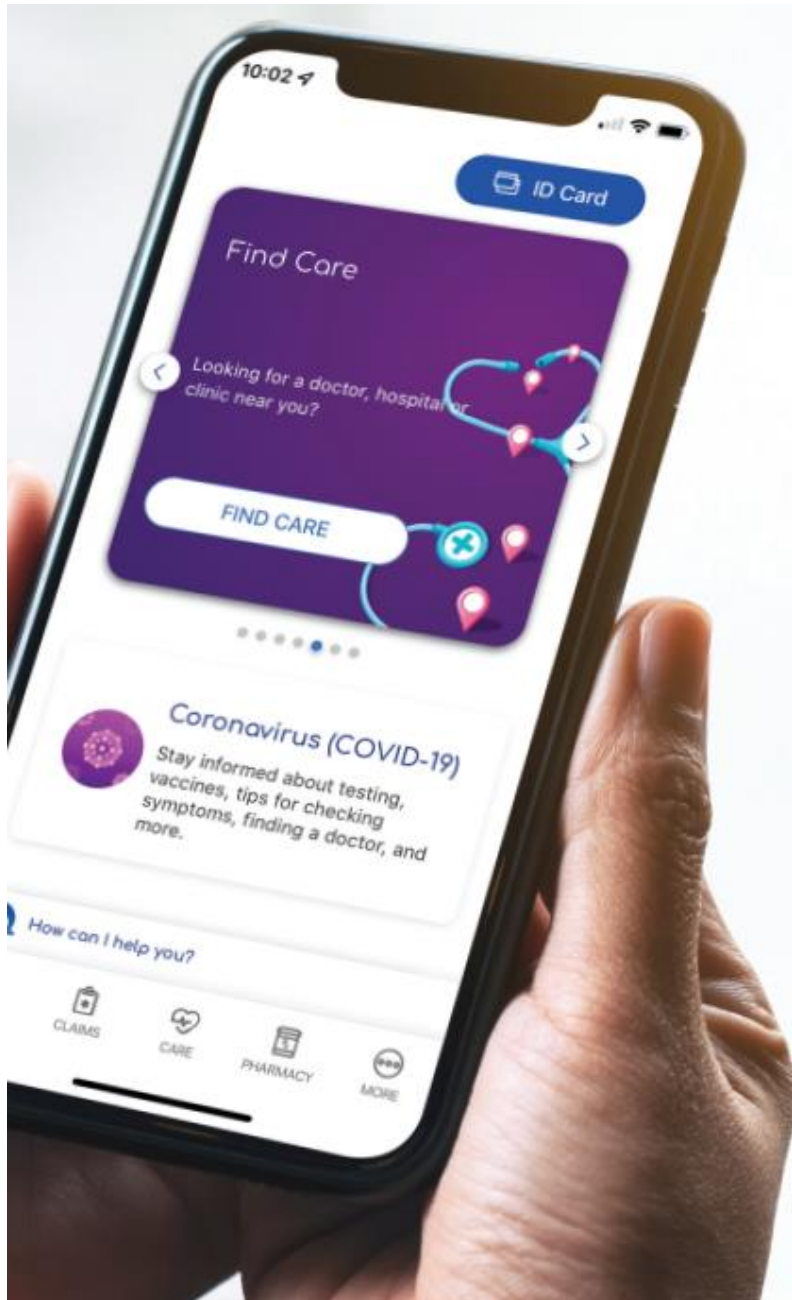 10:02
ID Card
Find Care
Looking for a doctor, hospital or
clinic near you?
FIND CARE
Coronavirus (COVID-19)
Stay informed about testing,
vaccines, tips for checking
symptoms, finding a doctor, and
more.
How can I help you?
CLAIMS
CARE
PHARMACY
MORE